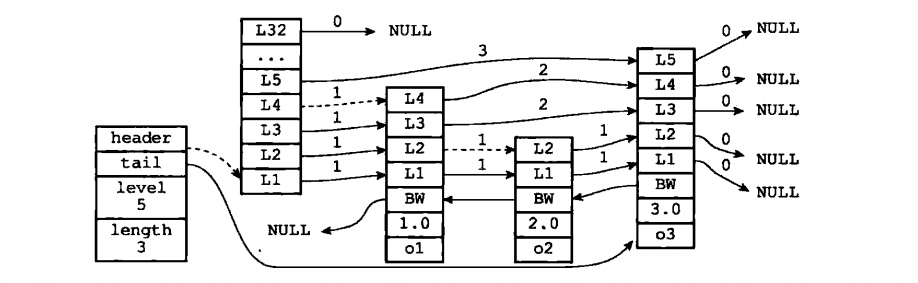 header
tail
level
5
length
3
L32
...
L5
L4
L3
L2
L1
0
NULL
3
1
1
1
1
L4
L3
L2
L1
BW
1.0
o1
NULL
2
2
1
1
L2
L1
BW
2.0
o2
1
1
L5
L4
L3
L2
L1
BW
3.0
o3
0
NULL
0
NULL
0
NULL
0
NULL
0
NULL